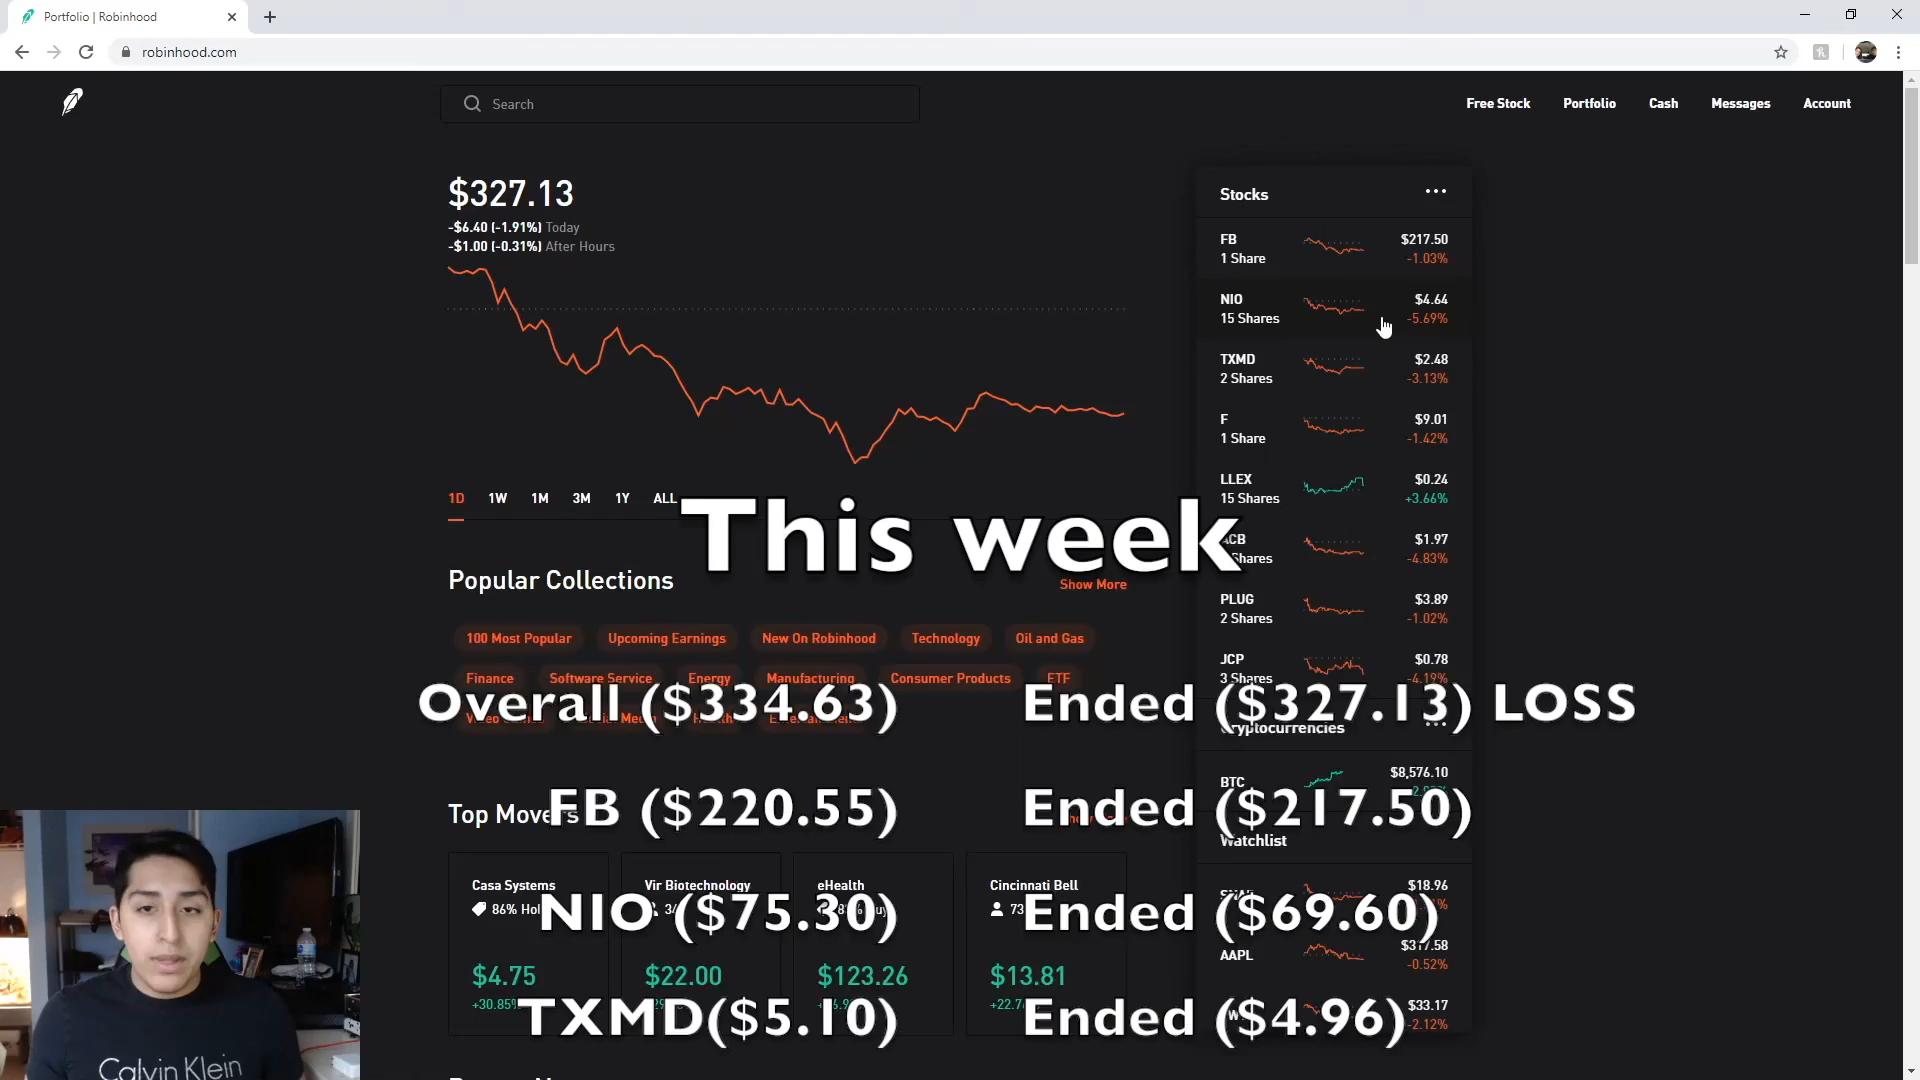 Portfolio | Robinhood
robinhood.com
Search
Free Stock
Portfolio
Cash
Messages
Account
$327.13
-$6.40 (-1.91%) Today
-$1.00 (-0.31%) After Hours
1D 1W 1M 3M 1Y ALL
Stocks
FB $217.50
1 Share -1.03%
NIO $4.64
15 Shares -5.69%
TXMD $2.48
2 Shares -3.13%
F $9.01
1 Share -1.42%
LLEX $0.24
15 Shares +3.66%
$1.97
Shares -4.83%
PLUG $3.89
2 Shares -1.02%
JCP $0.78
3 Shares -4.19%
This week
Popular Collections
Show More
100 Most Popular
Upcoming Earnings
New On Robinhood
Technology
Oil and Gas
Finance
Software Service
Energy
Manufacturing
Consumer Products
ETF
Overall ($334.63) Ended ($327.13) LOSS
Cryptocurrencies
BTC $8,576.10
FB ($220.55) Ended ($217.50)
Top Movers
Watchlist
Casa Systems
86%
$4.75
Vir Biotechnology
$22.00
eHealth
$123.26
Cincinnati Bell
$13.81
$18.96
NIO ($75.30) Ended ($69.60)
AAPL $317.58
-0.52%
$33.17
-2.12%
TXMD($5.10) Ended ($4.96)
Calvin Klein